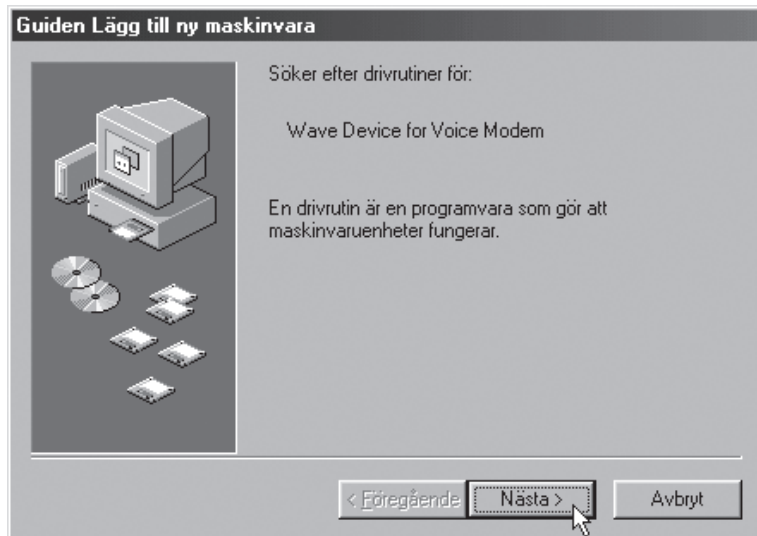 Guiden Lägg till ny maskinvara
Söker efter drivrutiner för:
Wave Device for Voice Modem
En drivrutin är en programvara som gör att
maskinvaruenheter fungerar.
< Föregående
Nästa >
Avbryt